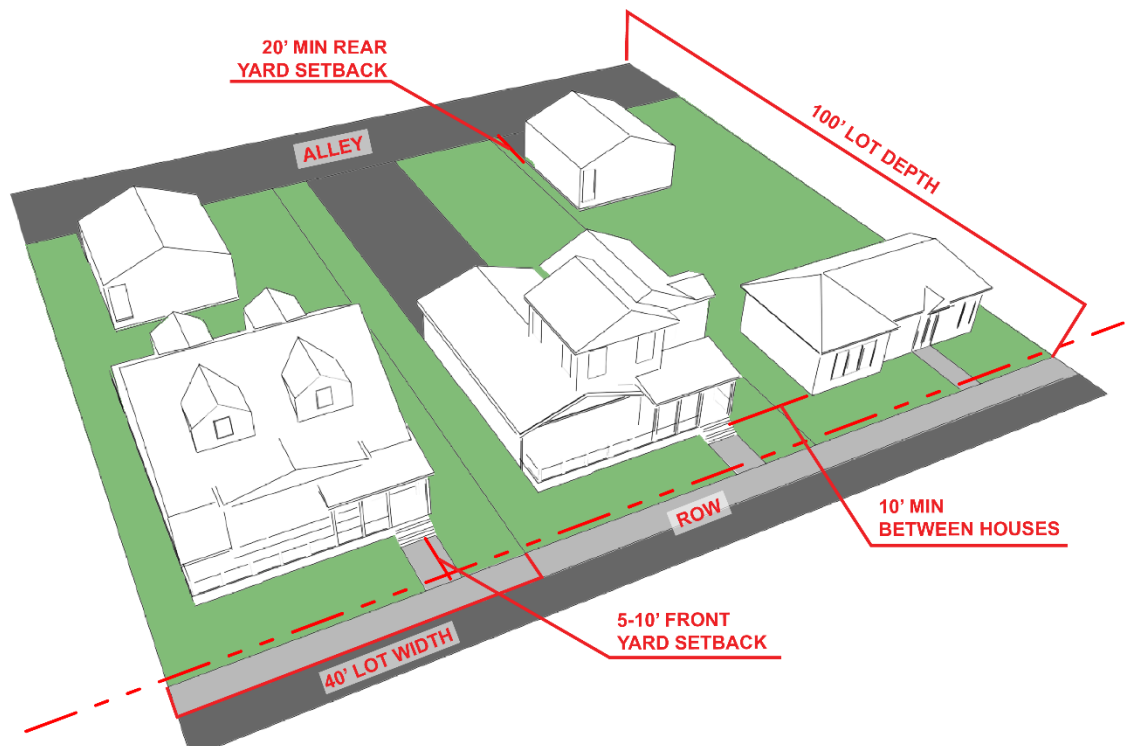 20' MIN REAR
YARD SETBACK
ALLEY
100' LOT DEPTH
ROW
10' MIN
BETWEEN HOUSES
5-10' FRONT
YARD SETBACK
40' LOT WIDTH